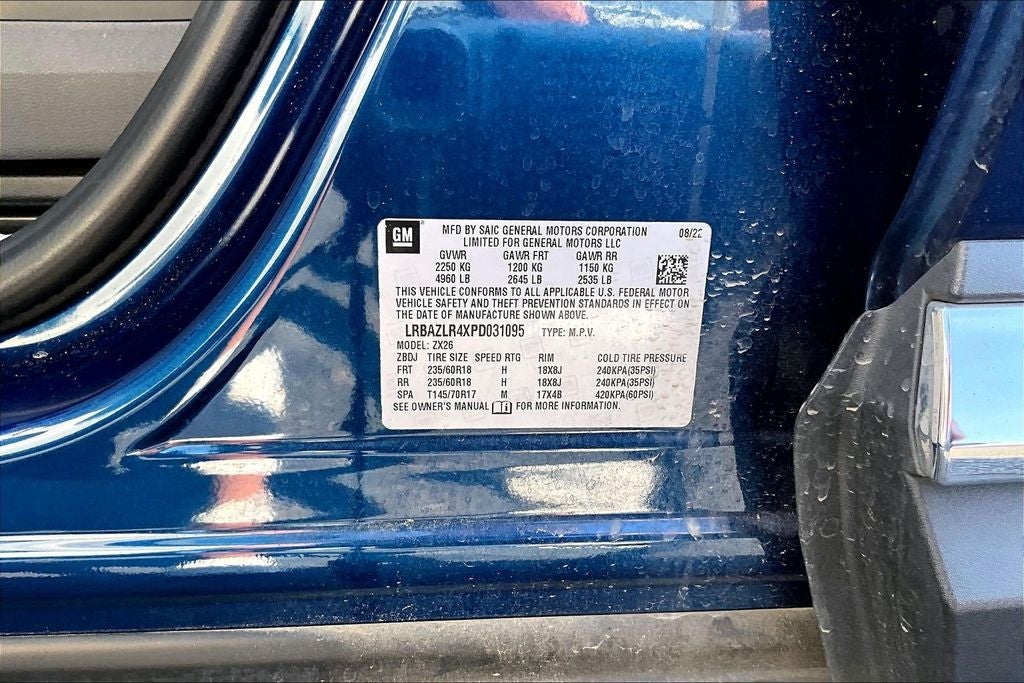 GM ® MFD BY SAIC GENERAL MOTORS CORPORATION 08/22
LIMITED FOR GENERAL MOTORS LLC
GVWR GAWR FRT GAWR RR
2250 KG 1200 KG 1150 KG
4960 LB 2645 LB 2535 LB
THIS VEHICLE CONFORMS TO ALL APPLICABLE U.S. FEDERAL MOTOR
VEHICLE SAFETY AND THEFT PREVENTION STANDARDS IN EFFECT ON
THE DATE OF MANUFACTURE SHOWN ABOVE.
LRBAZLR4XPD031095 TYPE: M.P.V.
MODEL: ZX26
ZBDJ TIRE SIZE SPEED RTG RIM COLD TIRE PRESSURE
FRT 235/60R18 H 18X8J 240KPA(35PSI)
RR 235/60R18 H 18X8J 240KPA(35PSI)
SPA T145/70R17 M 17X4B 420KPA(60PSI)
SEE OWNER'S MANUAL FOR MORE INFORMATION.